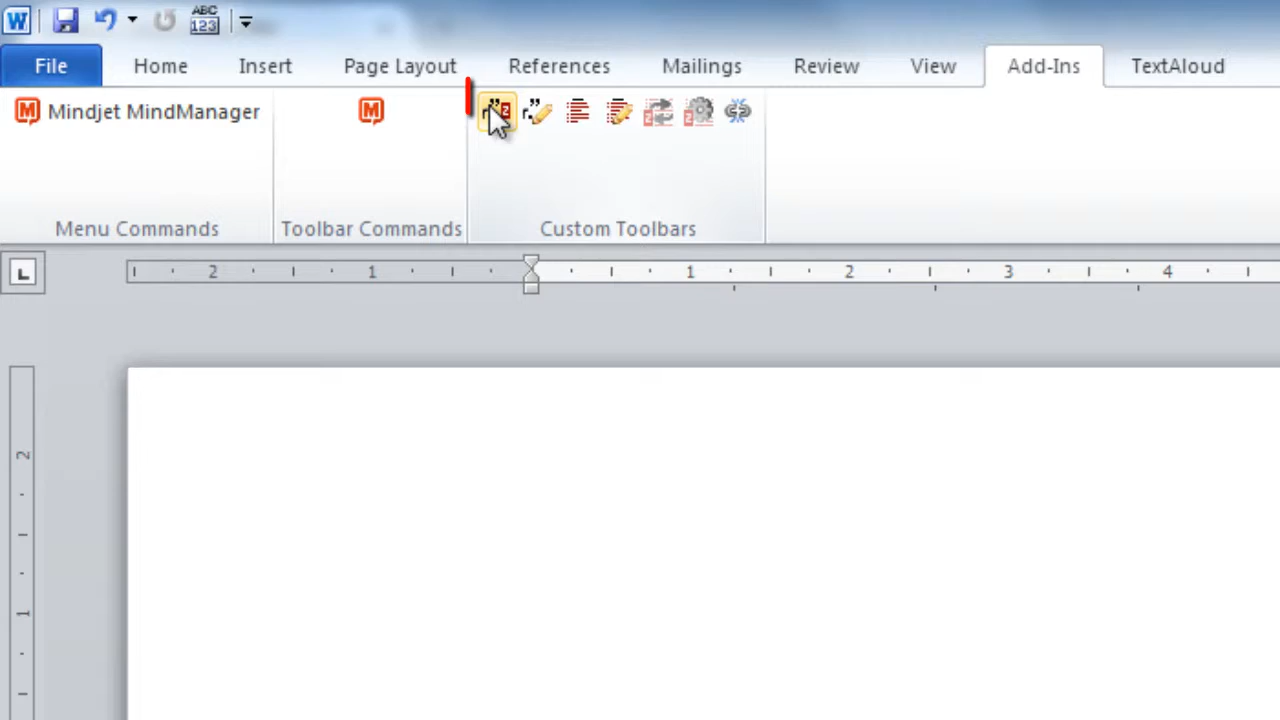 W ABC
123
File Home Insert Page Layout References Mailings Review View Add-Ins TextAloud
Mindjet MindManager
Menu Commands Toolbar Commands Custom Toolbars
L 2 1 1 2 3 4
2
1